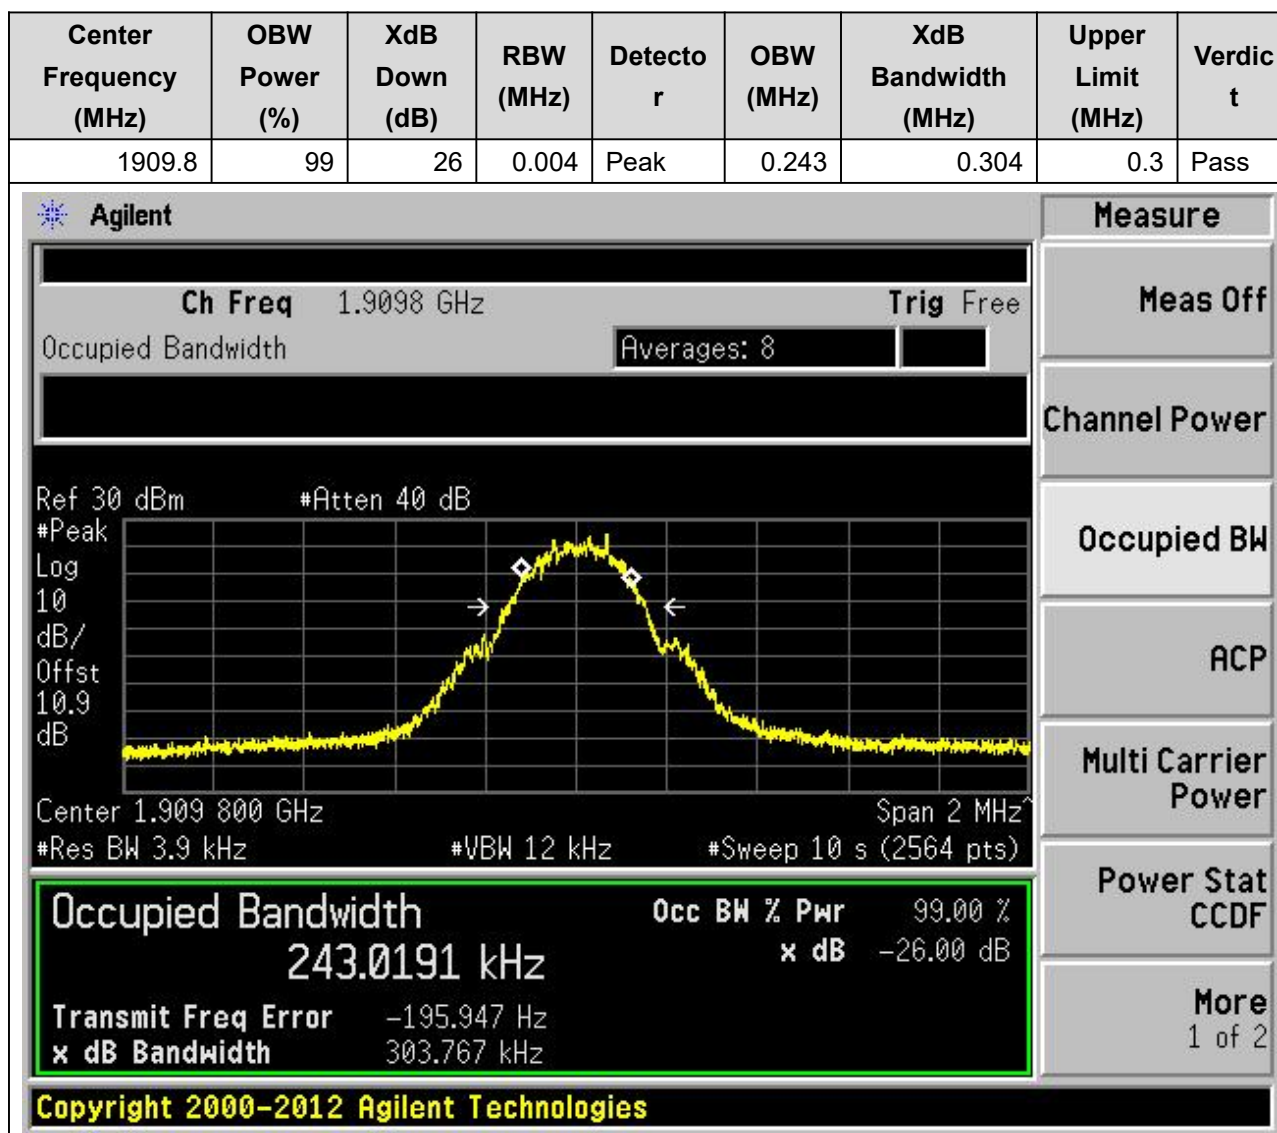 Center Frequency (MHz) OBW Power (%) XdB Down (dB) RBW (MHz) Detecto r OBW (MHz) XdB Bandwidth (MHz) Upper Limit (MHz) Verdic t
1909.8 99 26 0.004 Peak 0.243 0.304 0.3 Pass
Agilent
Measure
Ch Freq 1.9098 GHz Trig Free
Meas Off
Occupied Bandwidth Averages: 8
Channel Power
Ref 30 dBm #Atten 40 dB
#Peak
Log
10
dB/
Offst
10.9
dB
Occupied BW
ACP
Multi Carrier
Power
Center 1.909 800 GHz Span 2 MHz^
#Res BW 3.9 kHz #VBW 12 kHz #Sweep 10 s (2564 pts)
Power Stat
CCDF
Occupied Bandwidth Occ BW % Pwr 99.00 %
243.0191 kHz x dB -26.00 dB
Transmit Freq Error -195.947 Hz
x dB Bandwidth 303.767 kHz
More
1 of 2
Copyright 2000-2012 Agilent Technologies